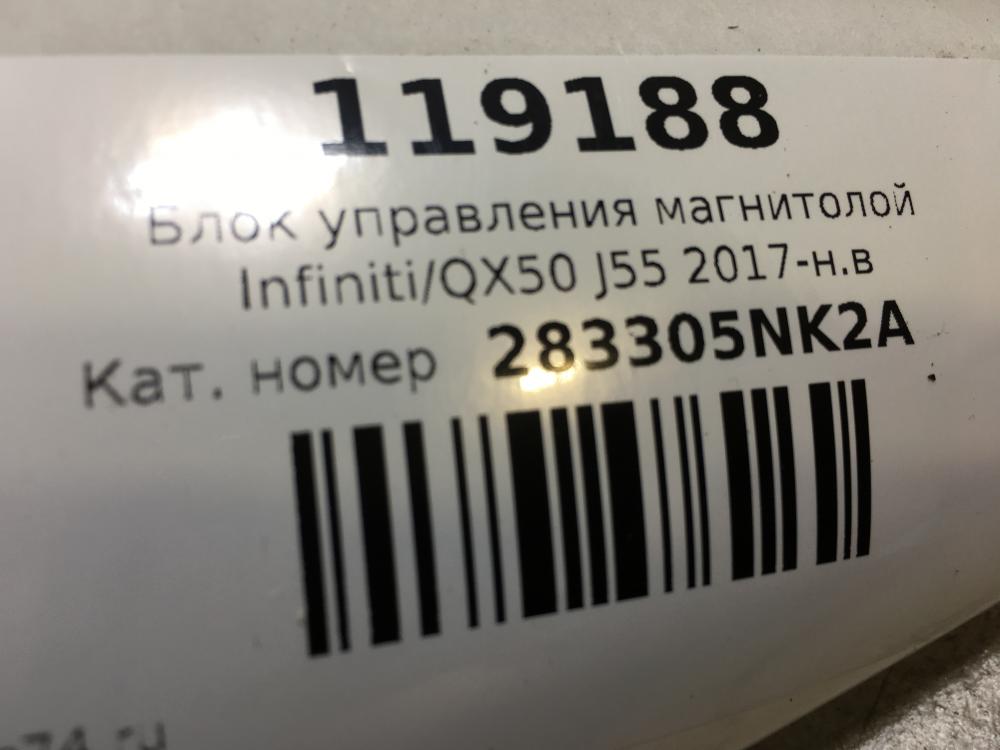 119188
Блок управления магнитолой
Infiniti/QX50 J55 2017-н.в
Кат. номер 283305NK2A